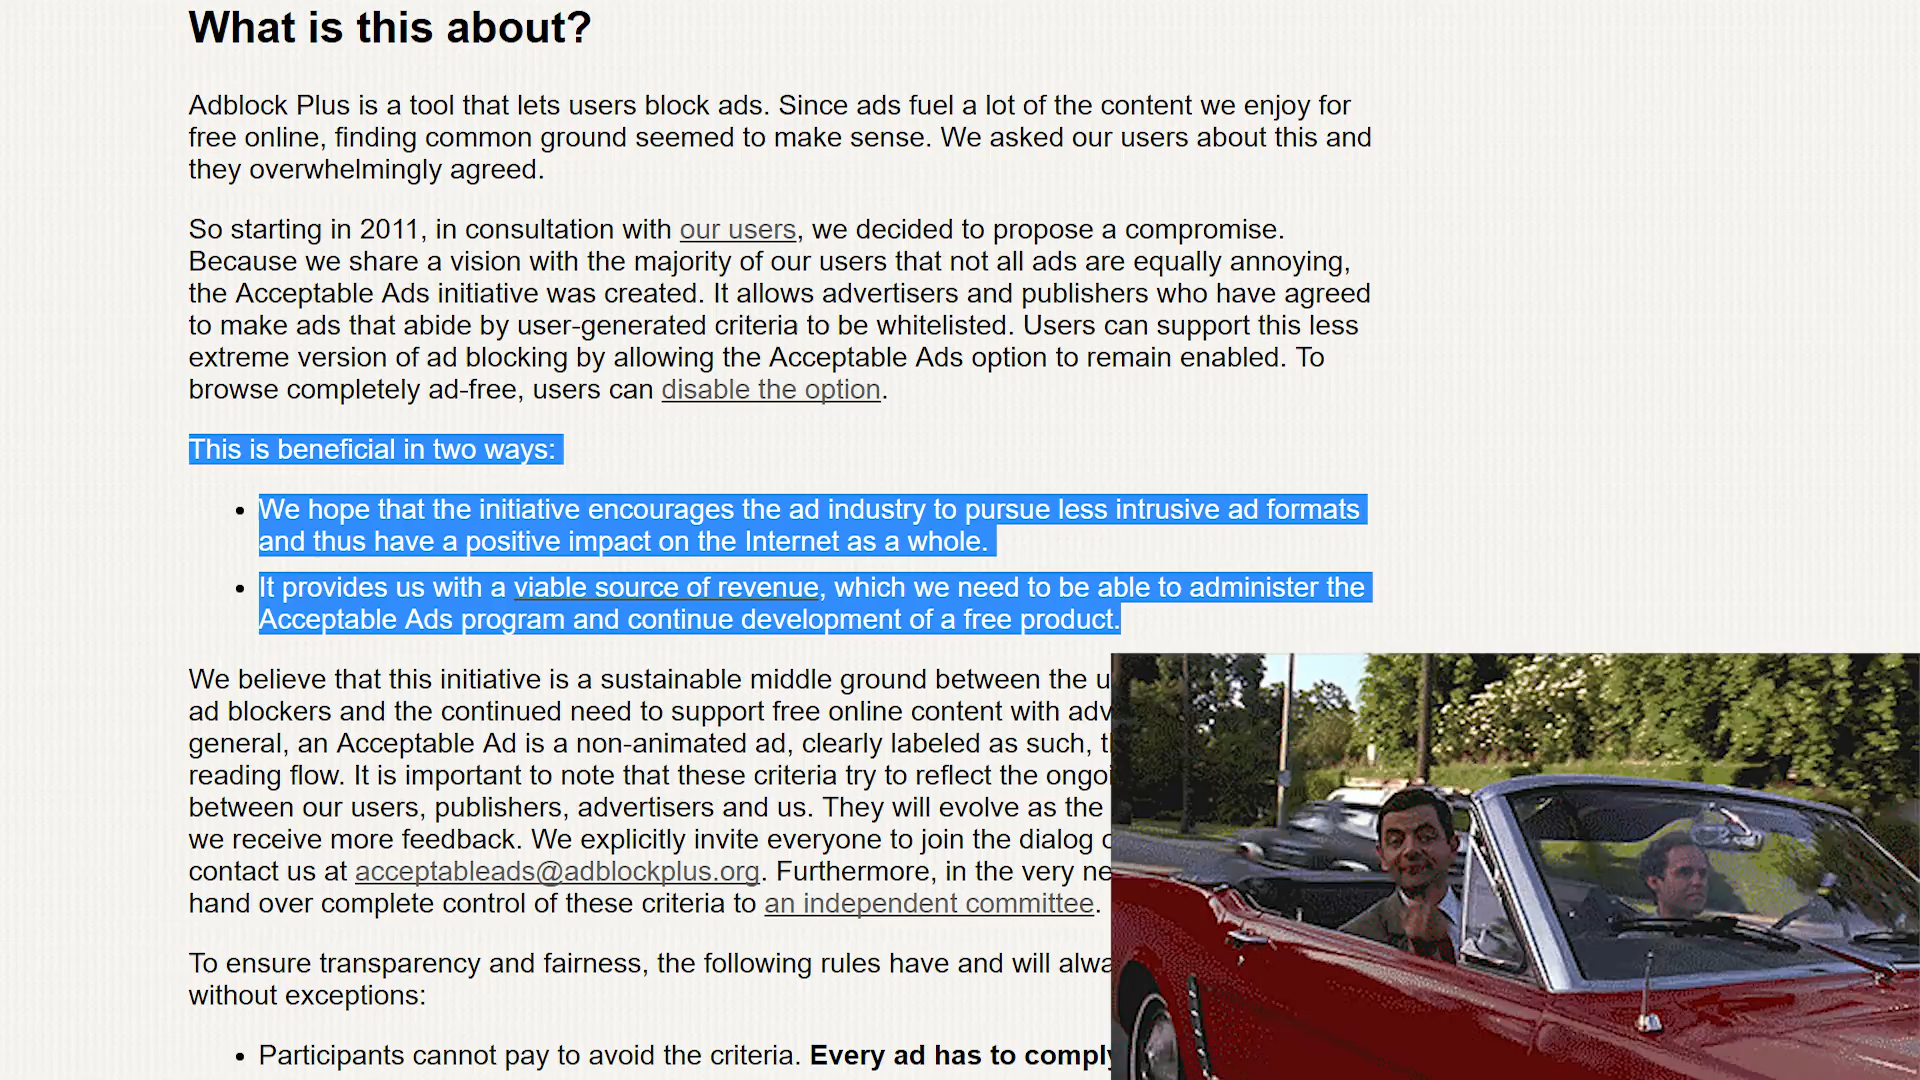 What is this about?
Adblock Plus is a tool that lets users block ads. Since ads fuel a lot of the content we enjoy for
free online, finding common ground seemed to make sense. We asked our users about this and
they overwhelmingly agreed.
So starting in 2011, in consultation with our users, we decided to propose a compromise.
Because we share a vision with the majority of our users that not all ads are equally annoying,
the Acceptable Ads initiative was created. It allows advertisers and publishers who have agreed
to make ads that abide by user-generated criteria to be whitelisted. Users can support this less
extreme version of ad blocking by allowing the Acceptable Ads option to remain enabled. To
browse completely ad-free, users can disable the option.
This is beneficial in two ways:
• We hope that the initiative encourages the ad industry to pursue less intrusive ad formats
and thus have a positive impact on the Internet as a whole.
• It provides us with a viable source of revenue, which we need to be able to administer the
Acceptable Ads program and continue development of a free product.
We believe that this initiative is a sustainable middle ground between the
ad blockers and the continued need to support free online content with
general, an Acceptable Ad is a non-animated ad, clearly labeled as such,
reading flow. It is important to note that these criteria try to reflect the
between our users, publishers, advertisers and us. They will evolve as the
we receive more feedback. We explicitly invite everyone to join the dialog
contact us at acceptableads@adblockplus.org. Furthermore, in the very
hand over complete control of these criteria to an independent committee.
To ensure transparency and fairness, the following rules have and will
without exceptions:
• Participants cannot pay to avoid the criteria. Every ad has to comply